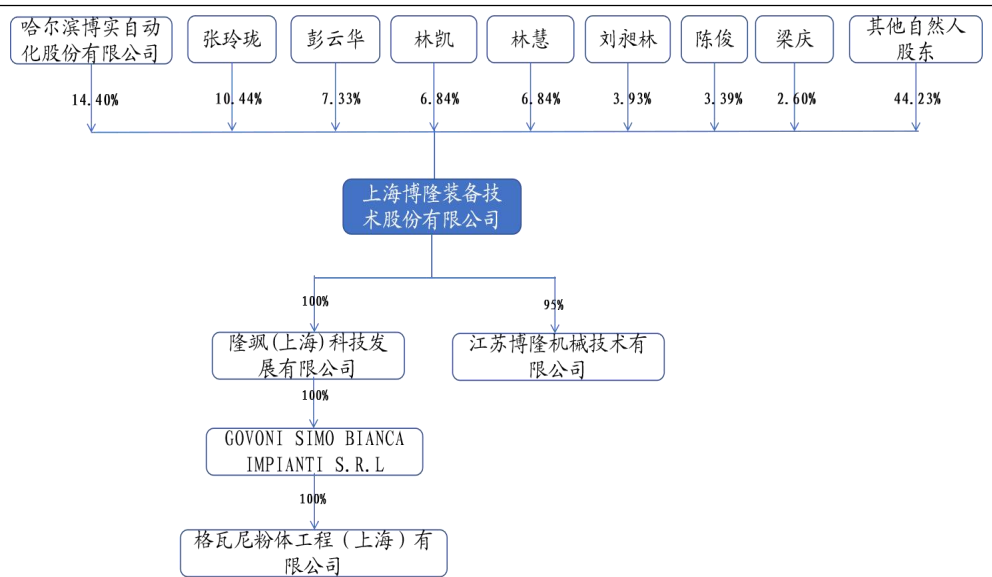 哈尔滨博实自动
化股份有限公司
张玲珑
彭云华
林凯
林慧
刘昶林
陈俊
梁庆
其他自然人
股东
14.40%
10.44%
7.33%
6.84%
6.84%
3.93%
3.39%
2.60%
44.23%
上海博隆装备技
术股份有限公司
100%
95%
隆飒(上海)科技发
展有限公司
江苏博隆机械技术有
限公司
100%
GOVONI SIMO BIANCA
IMPIANTI S.R.L
100%
格瓦尼粉体工程（上海）有
限公司